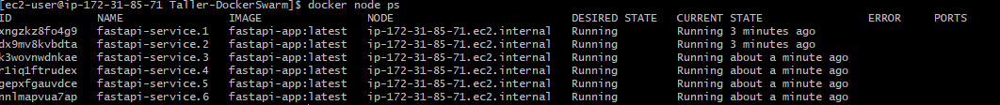 [ec2-user@ip-172-31-85-71 Taller-DockerSwarm]$ docker node ps
ID NAME IMAGE NODE DESIRED STATE CURRENT STATE ERROR PORTS
xngzkz8fo4g9 fastapi-service.1 fastapi-app:latest ip-172-31-85-71.ec2.internal Running Running 3 minutes ago
dx9mv8kvbdta fastapi-service.2 fastapi-app:latest ip-172-31-85-71.ec2.internal Running Running 3 minutes ago
k3wovnwdnkae fastapi-service.3 fastapi-app:latest ip-172-31-85-71.ec2.internal Running Running about a minute ago
r1iq1ftrudex fastapi-service.4 fastapi-app:latest ip-172-31-85-71.ec2.internal Running Running about a minute ago
gepxfgauvdce fastapi-service.5 fastapi-app:latest ip-172-31-85-71.ec2.internal Running Running about a minute ago
nnlmapvua7ap fastapi-service.6 fastapi-app:latest ip-172-31-85-71.ec2.internal Running Running about a minute ago